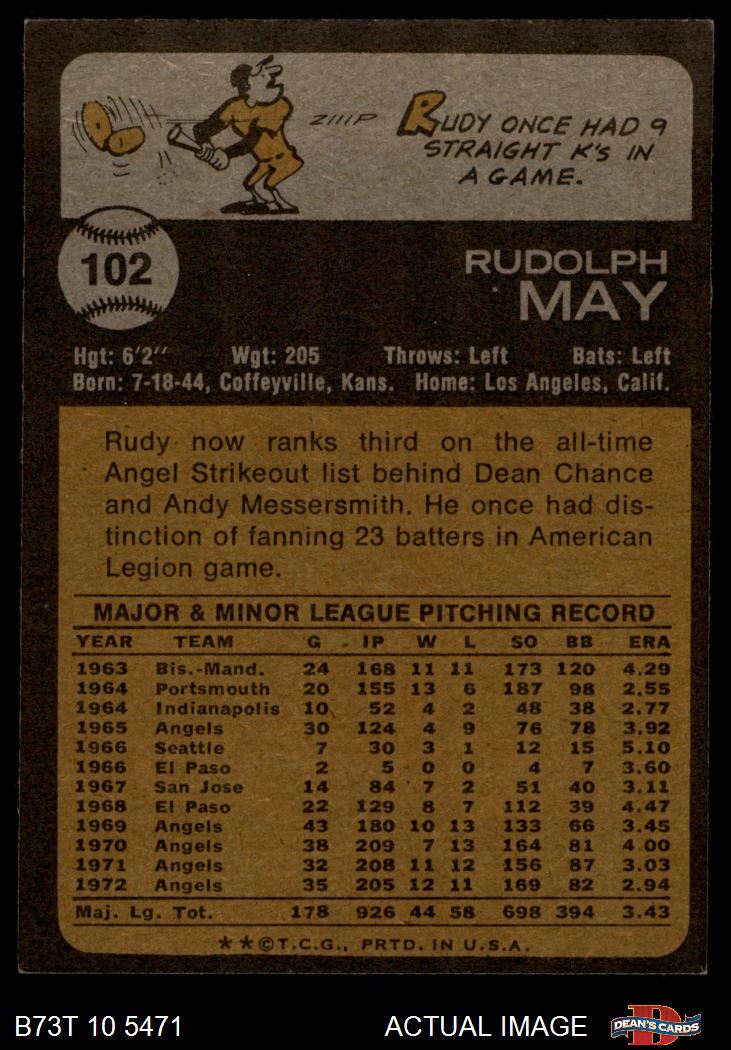 ZIIIP
RUDY ONCE HAD 9
STRAIGHT K'S IN
A GAME.
102
RUDOLPH
MAY
Hgt: 6'2" Wgt: 205 Throws: Left Bats: Left
Born: 7-18-44, Coffeyville, Kans. Home: Los Angeles, Calif.
Rudy now ranks third on the all-time
Angel Strikeout list behind Dean Chance
and Andy Messersmith. He once had dis-
tinction of fanning 23 batters in American
Legion game.
MAJOR & MINOR LEAGUE PITCHING RECORD
YEAR TEAM G IP W L SO BB ERA
1963 Bis.-Mand. 24 168 11 11 173 120 4.29
1964 Portsmouth 20 155 13 6 187 98 2.55
1964 Indianapolis 10 52 4 2 48 38 2.77
1965 Angels 30 124 4 9 76 78 3.92
1966 Seattle 7 30 3 1 12 15 5.10
1966 El Paso 2 5 0 0 4 7 3.60
1967 San Jose 14 84 7 2 51 40 3.11
1968 El Paso 22 129 8 7 112 39 4.47
1969 Angels 43 180 10 13 133 66 3.45
1970 Angels 38 209 7 13 164 81 4.00
1971 Angels 32 208 11 12 156 87 3.03
1972 Angels 35 205 12 11 169 82 2.94
Maj. Lg. Tot. 178 926 44 58 698 394 3.43
**©T.C.G., PRTD. IN U.S.A.
B73T 10 5471 ACTUAL IMAGE
D
DEAN'S CARDS